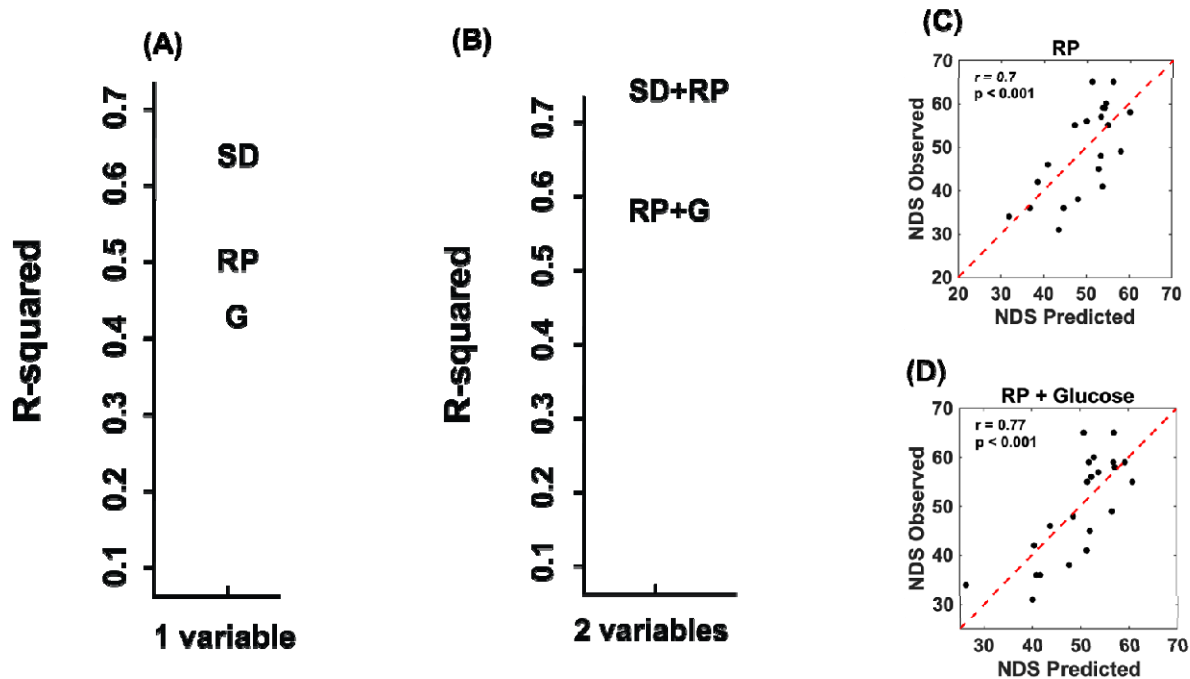 (A)
R-squared
0.7
0.6
0.5
0.4
0.3
0.2
0.1
SD
RP
G
1 variable
(B)
R-squared
0.7
0.6
0.5
0.4
0.3
0.2
0.1
SD+RP
RP+G
2 variables
(C)
RP
r = 0.7
p < 0.001
NDS Observed
70
60
50
40
30
20
20 30 40 50 60 70
NDS Predicted
(D)
RP + Glucose
r = 0.77
p < 0.001
NDS Observed
70
60
50
40
30
30 40 50 60 70
NDS Predicted